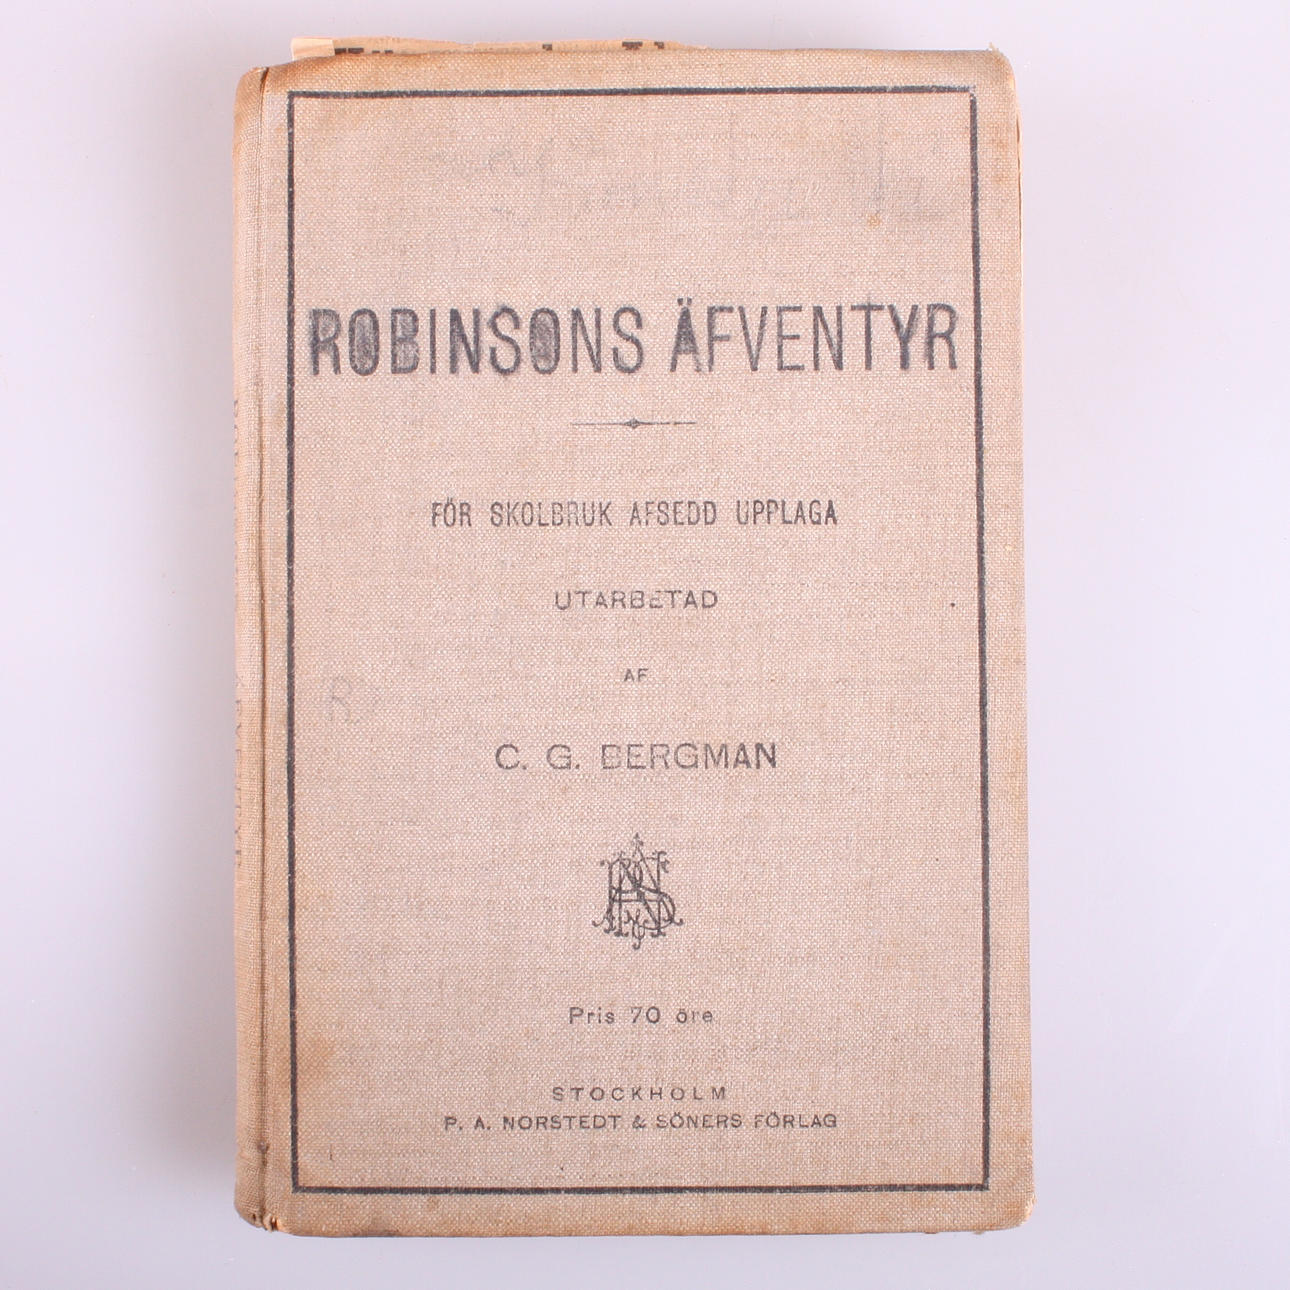 ROBINSONS ÄFVENTYR
FÖR SKOLBRUK AFSEDD UPPLAGA
UTARBETAD
AF
C. G. BERGMAN
Pris 70 öre
STOCKHOLM
P. A. NORSTEDT & SÖNERS FÖRLAG